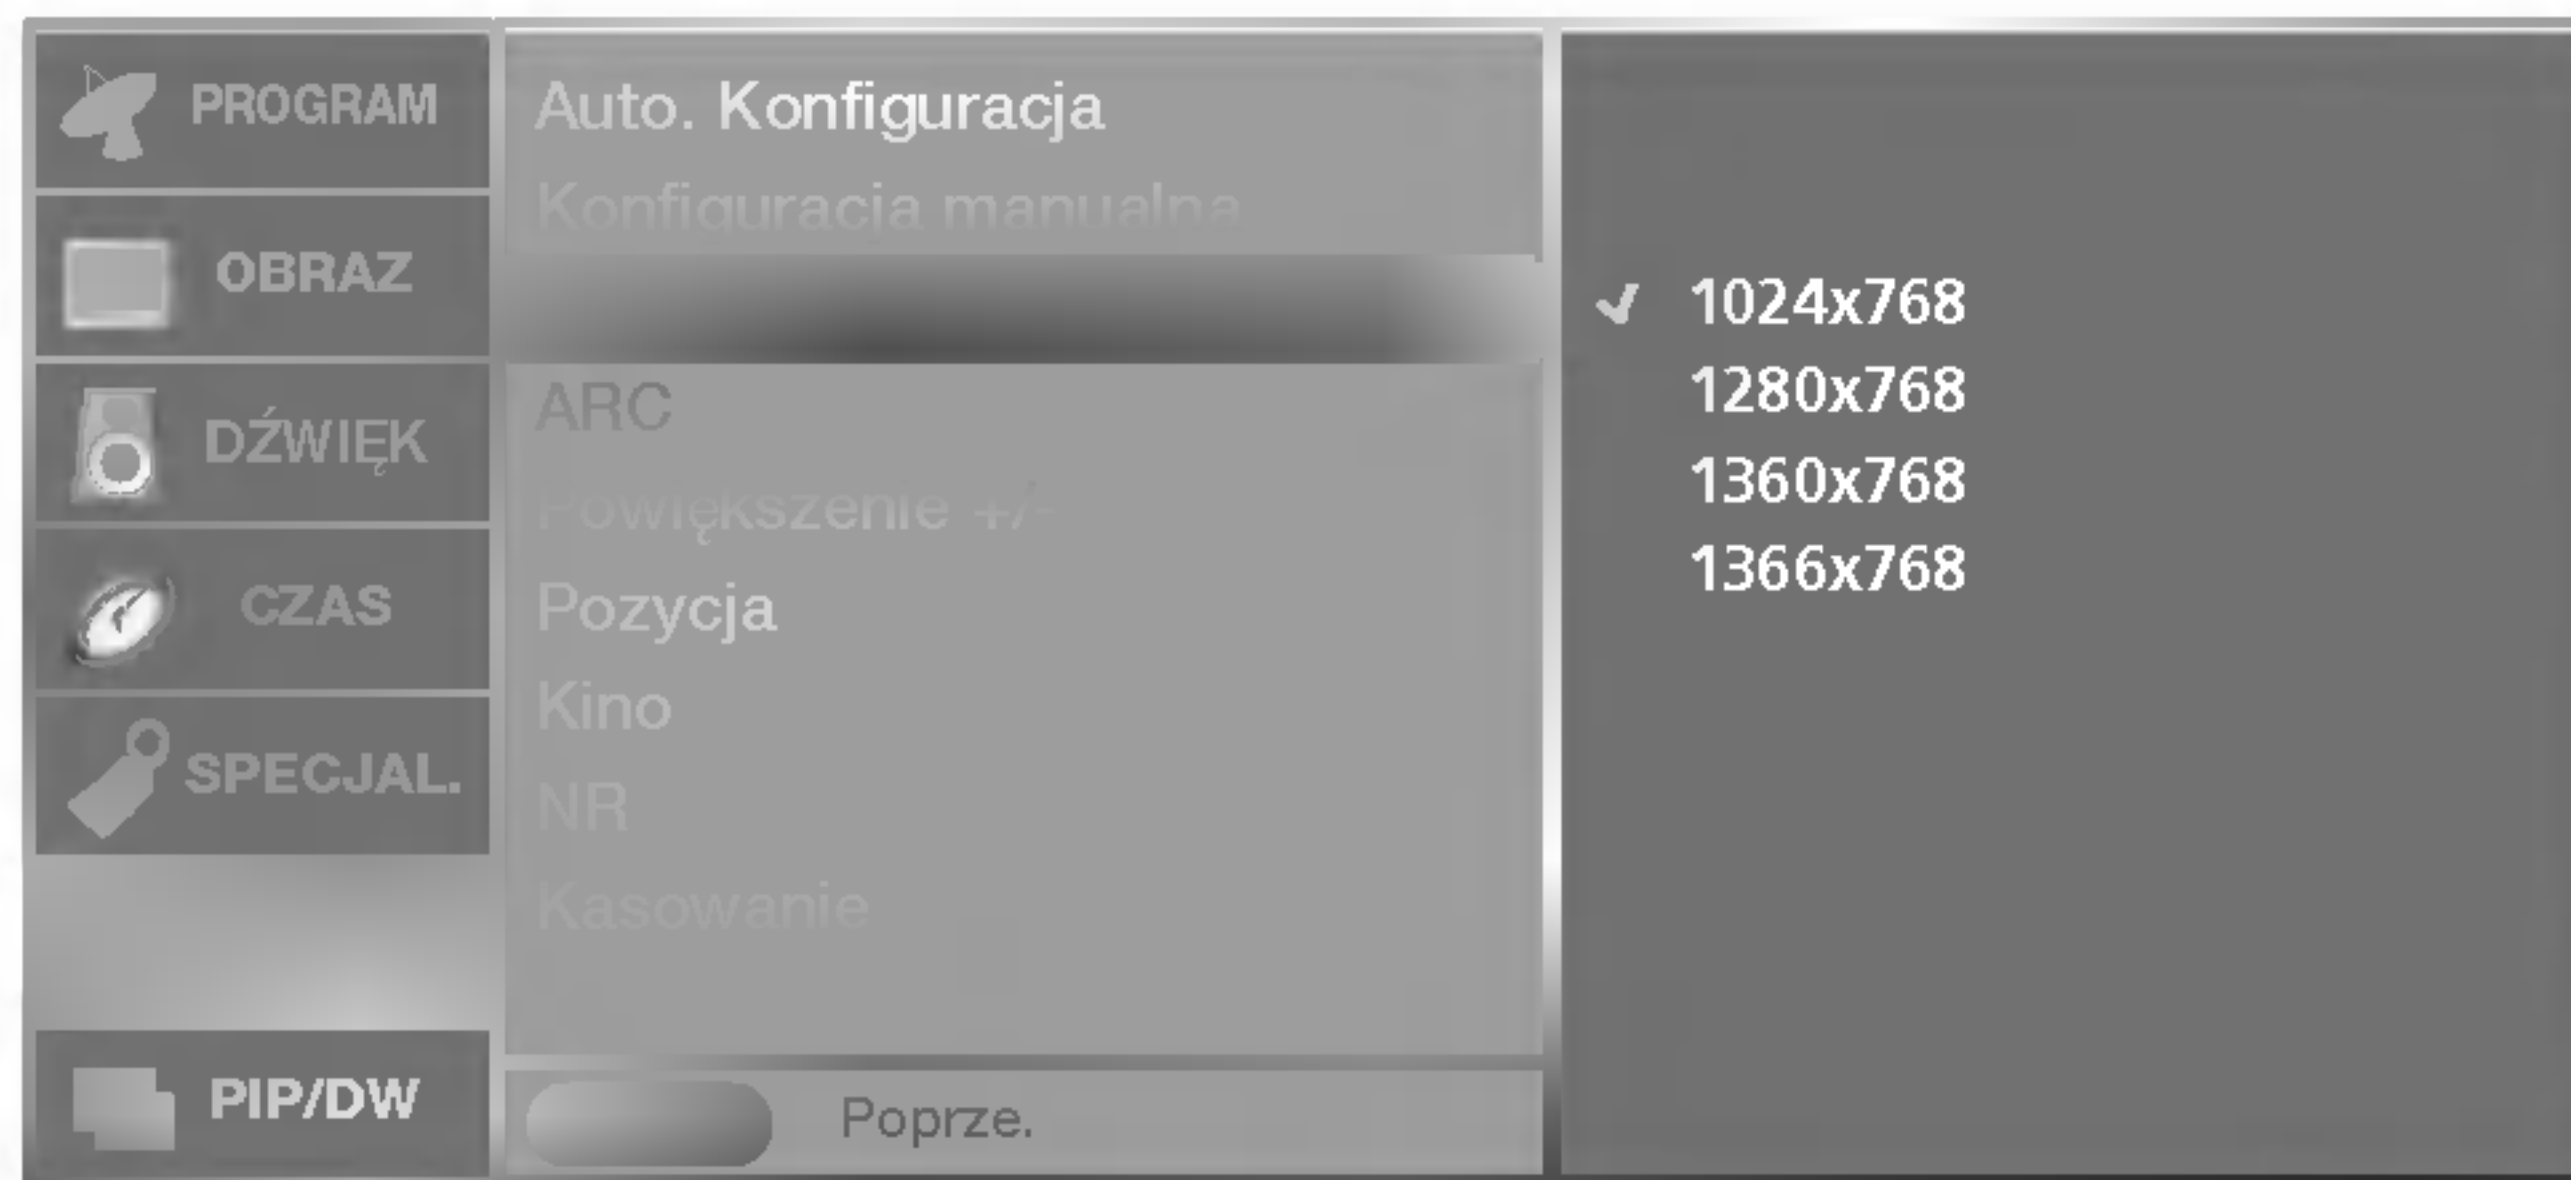 PROGRAM
OBRAZ
DŹWIĘK
CZAS
SPECJAL.
PIP/DW
Auto. Konfiguracja
Konfiguracja manualna
ARC
Powiększenie +/-
Pozycja
Kino
NR
Kasowanie
Poprze.
1024x768
1280x768
1360x768
1366x768